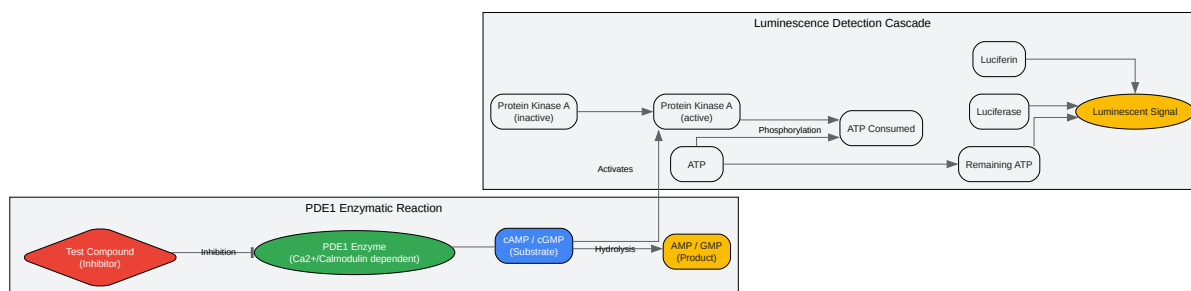 Luminescence Detection Cascade
Luciferin
Protein Kinase A
(inactive)
Protein Kinase A
(active)
Luciferase
Luminescent Signal
Phosphorylation
ATP Consumed
ATP
Remaining ATP
Activates
PDE1 Enzymatic Reaction
Test Compound
(Inhibitor)
Inhibition
PDE1 Enzyme
(Ca2+/Calmodulin dependent)
cAMP / cGMP
(Substrate)
Hydrolysis
AMP / GMP
(Product)